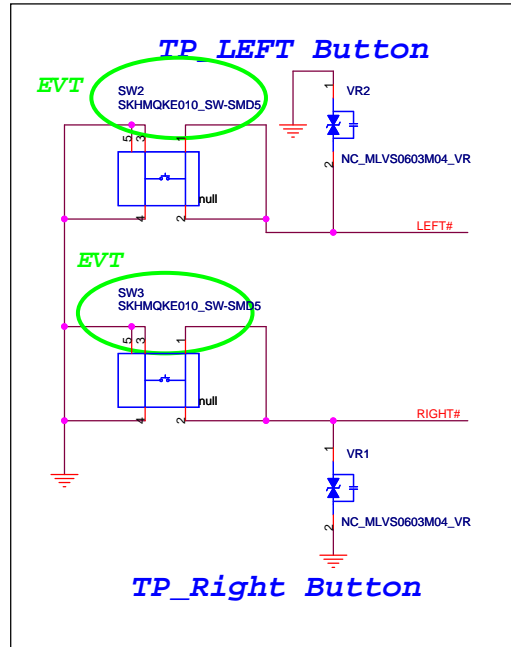 TP_LEFT Button
EVT
SW2
SKHMQKE010_SW-SMD5
5
3
1
null
4
2
1
VR2
2
NC_MLVS0603M04_VR
LEFT#
EVT
SW3
SKHMQKE010_SW-SMD5
5
3
1
null
4
2
RIGHT#
1
VR1
2
NC_MLVS0603M04_VR
TP_Right Button